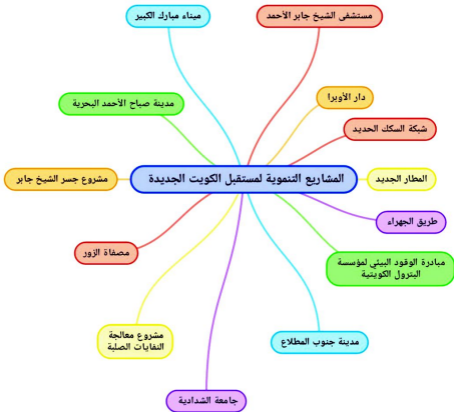 ميناء مبارك الكبير
مستشفى الشيخ جابر الأحمد
مدينة صباح الأحمد البحرية
دار الأوبرا
شبكة السكك الحديد
مشروع جسر الشيخ جابر
المشاريع التنموية لمستقبل الكويت الجديدة
المطار الجديد
طريق الجهراء
مصفاة الزور
مبادرة الوقود البيئي لمؤسسة
البترول الكويتية
مشروع معالجة
النفايات الصلبة
مدينة جنوب المطلاع
جامعة الشدادية